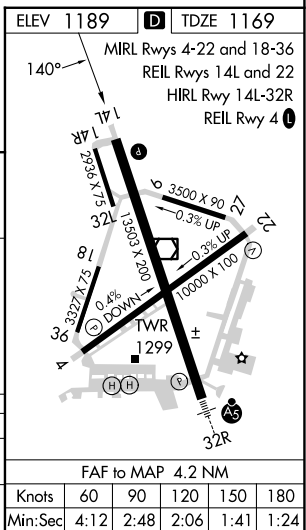 ELEV 1189 D TDZE 1169
MIRL Rwys 4-22 and 18-36
REIL Rwys 14L and 22
HIRL Rwy 14L-32R
REIL Rwy 4 L
140°
14L
14R
P
2936 X 75
32L
9
3500 X 90
27
0.3% UP
22
13503 X 200
0.3% UP
V
18
3327 X 75
0.4% DOWN
10000 X 100
P
36
4
TWR
1299
±
H H
P
A5
32R
FAF to MAP 4.2 NM
Knots 60 90 120 150 180
Min:Sec 4:12 2:48 2:06 1:41 1:24